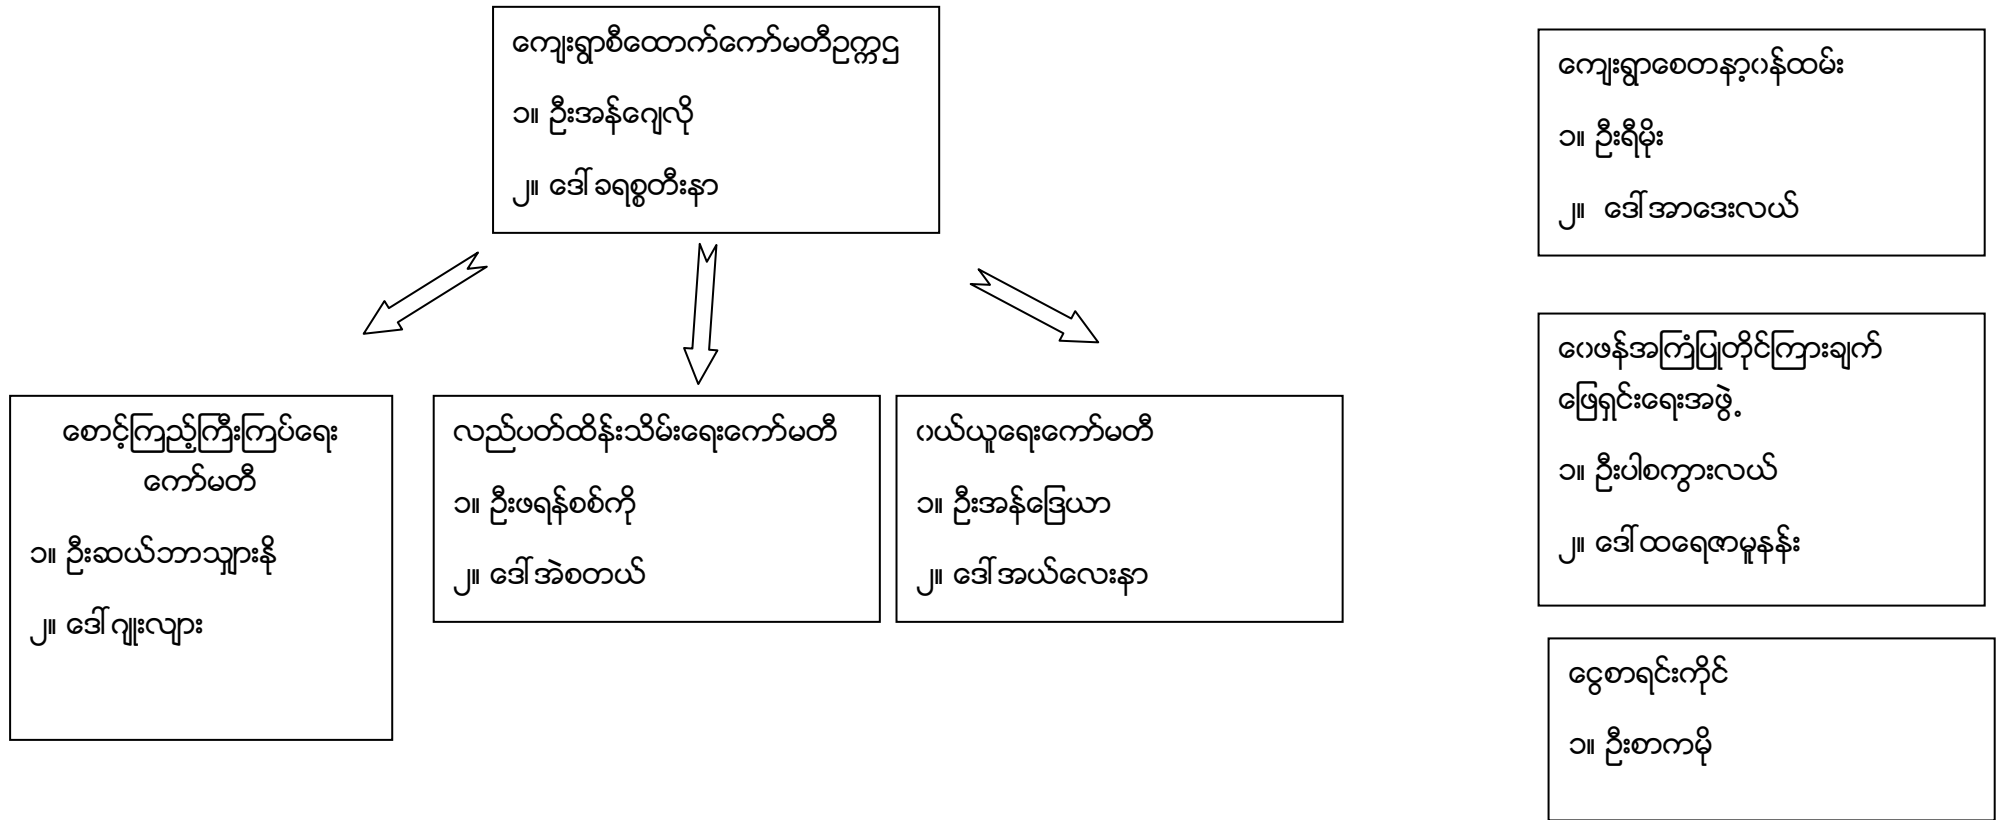 ကျေးရွာစီထောက်ကော်မတီဥက္ကဌ
၁။ ဦးအန်ဂျေလို
၂။ ဒေါ်ခရစ္စတီးနာ
စောင့်ကြည့်ကြီးကြပ်ရေး
ကော်မတီ
၁။ ဦးဆယ်ဘာသျှားနိ
၂။ ဒေါ်ဂျုးလျား
လည်ပတ်ထိန်းသိမ်းရေးကော်မတီ
၁။ ဦးဖရန်စစ်ကို
၂။ ဒေါ်အဲစတယ်
ဝယ်ယူရေးကော်မတီ
၁။ ဦးအန်ဒြေယာ
၂။ ဒေါ်အယ်လေးနာ
ကျေးရွာစေတနာ့ဝန်ထမ်း
၁။ ဦးရီမိုး
၂။ ဒေါ်အာဒေးလယ်
ဝေဖန်အကြံပြုတိုင်ကြားချက်
ဖြေရှင်းရေးအဖွဲ့
၁။ ဦးပါစကွားလယ်
၂။ ဒေါ်ထရေဇာမူနန်း
ငွေစာရင်းကိုင်
၁။ ဦးစာကမို